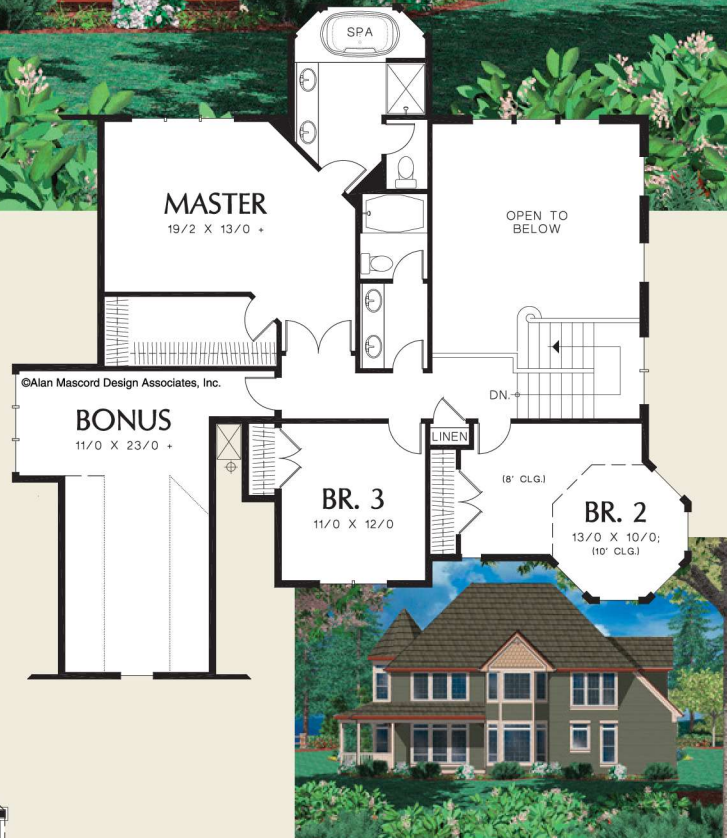 SPA
MASTER
19/2 X 13/0 +
OPEN TO
BELOW
©Alan Mascord Design Associates, Inc.
BONUS
11/0 X 23/0 +
DN.
LINEN
(8' CLG.)
BR. 3
11/0 X 12/0
BR. 2
13/0 X 10/0;
(10' CLG.)